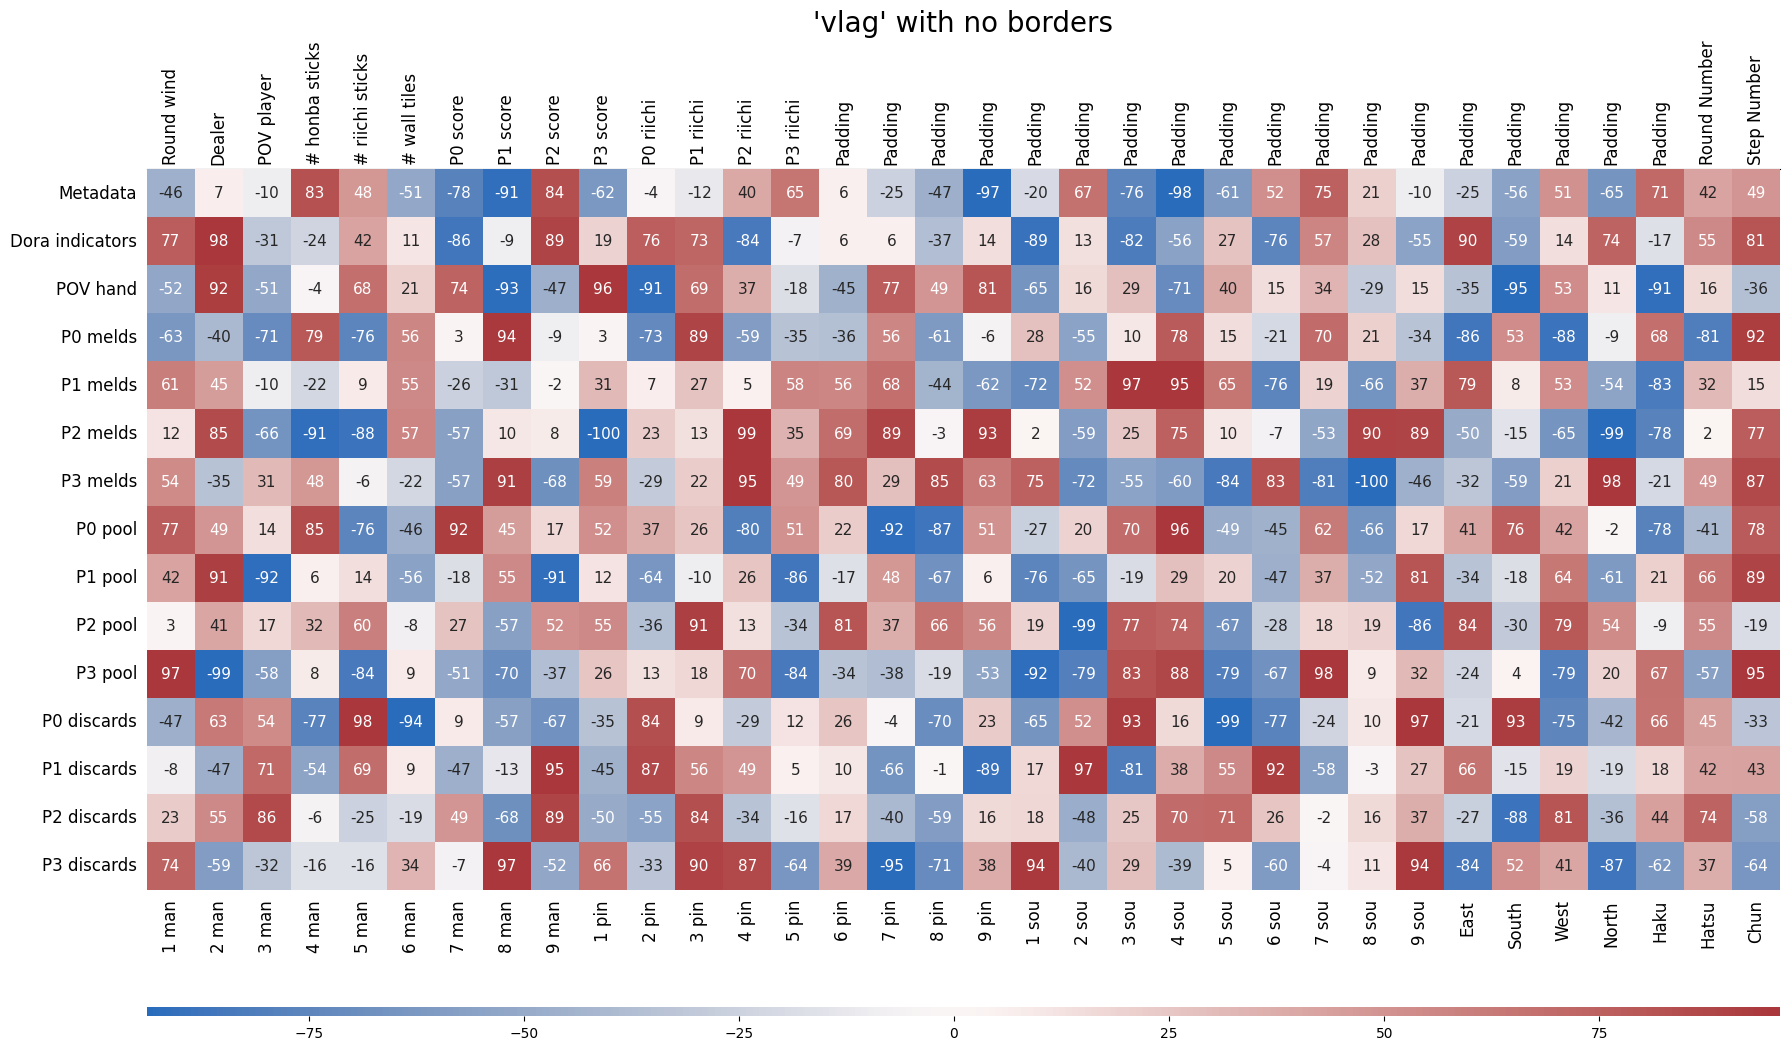 'vlag' with no borders
Round wind Dealer POV player # honba sticks # riichi sticks # wall tiles P0 score P1 score P2 score P3 score P0 riichi P1 riichi P2 riichi P3 riichi Padding Padding Padding Padding Padding Padding Padding Padding Padding Padding Padding Padding Padding Padding Padding Padding Padding Padding Round Number Step Number
Metadata -46 7 -10 83 48 -51 -78 -91 84 -62 -4 -12 40 65 6 -25 -47 -97 -20 67 -76 -98 -61 52 75 21 -10 -25 -56 51 -65 71 42 49
Dora indicators 77 98 -31 -24 42 11 -86 -9 89 19 76 73 -84 -7 6 6 -37 14 -89 13 -82 -56 27 -76 57 28 -55 90 -59 14 74 -17 55 81
POV hand -52 92 -51 -4 68 21 74 -93 -47 96 -91 69 37 -18 -45 77 49 81 -65 16 29 -71 40 15 34 -29 15 -35 -95 53 11 -91 16 -36
P0 melds -63 -40 -71 79 -76 56 3 94 -9 3 -73 89 -59 -35 -36 56 -61 -6 28 -55 10 78 15 -21 70 21 -34 -86 53 -88 -9 68 -81 92
P1 melds 61 45 -10 -22 9 55 -26 -31 -2 31 7 27 5 58 56 68 -44 -62 -72 52 97 95 65 -76 19 -66 37 79 8 53 -54 -83 32 15
P2 melds 12 85 -66 -91 -88 57 -57 10 8 -100 23 13 99 35 69 89 -3 93 2 -59 25 75 10 -7 -53 90 89 -50 -15 -65 -99 -78 2 77
P3 melds 54 -35 31 48 -6 -22 -57 91 -68 59 -29 22 95 49 80 29 85 63 75 -72 -55 -60 -84 83 -81 -100 -46 -32 -59 21 98 -21 49 87
P0 pool 77 49 14 85 -76 -46 92 45 17 52 37 26 -80 51 22 -92 -87 51 -27 20 70 96 -49 -45 62 -66 17 41 76 42 -2 -78 -41 78
P1 pool 42 91 -92 6 14 -56 -18 55 -91 12 -64 -10 26 -86 -17 48 -67 6 -76 -65 -19 29 20 -47 37 -52 81 -34 -18 64 -61 21 66 89
P2 pool 3 41 17 32 60 -8 27 -57 52 55 -36 91 13 -34 81 37 66 56 19 -99 77 74 -67 -28 18 19 -86 84 -30 79 54 -9 55 -19
P3 pool 97 -99 -58 8 -84 9 -51 -70 -37 26 13 18 70 -84 -34 -38 -19 -53 -92 -79 83 88 -79 -67 98 9 32 -24 4 -79 20 67 -57 95
P0 discards -47 63 54 -77 98 -94 9 -57 -67 -35 84 9 -29 12 26 -4 -70 23 -65 52 93 16 -99 -77 -24 10 97 -21 93 -75 -42 66 45 -33
P1 discards -8 -47 71 -54 69 9 -47 -13 95 -45 87 56 49 5 10 -66 -1 -89 17 97 -81 38 55 92 -58 -3 27 66 -15 19 -19 18 42 43
P2 discards 23 55 86 -6 -25 -19 49 -68 89 -50 -55 84 -34 -16 17 -40 -59 16 18 -48 25 70 71 26 -2 16 37 -27 -88 81 -36 44 74 -58
P3 discards 74 -59 -32 -16 -16 34 -7 97 -52 66 -33 90 87 -64 39 -95 -71 38 94 -40 29 -39 5 -60 -4 11 94 -84 52 41 -87 -62 37 -64
1 man 2 man 3 man 4 man 5 man 6 man 7 man 8 man 9 man 1 pin 2 pin 3 pin 4 pin 5 pin 6 pin 7 pin 8 pin 9 pin 1 sou 2 sou 3 sou 4 sou 5 sou 6 sou 7 sou 8 sou 9 sou East South West North Haku Hatsu Chun
−75 −50 −25 0 25 50 75